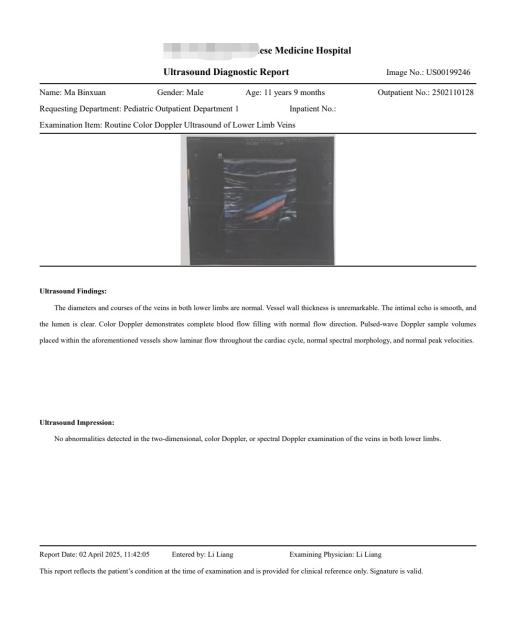 ese Medicine Hospital
Ultrasound Diagnostic Report
Image No.: US00199246
Name: Ma Binxuan Gender: Male Age: 11 years 9 months Outpatient No.: 2502110128
Requesting Department: Pediatric Outpatient Department 1 Inpatient No.:
Examination Item: Routine Color Doppler Ultrasound of Lower Limb Veins
Ultrasound Findings:
The diameters and courses of the veins in both lower limbs are normal. Vessel wall thickness is unremarkable. The intimal echo is smooth, and
the lumen is clear. Color Doppler demonstrates complete blood flow filling with normal flow direction. Pulsed-wave Doppler sample volumes
placed within the aforementioned vessels show laminar flow throughout the cardiac cycle, normal spectral morphology, and normal peak velocities.
Ultrasound Impression:
No abnormalities detected in the two-dimensional, color Doppler, or spectral Doppler examination of the veins in both lower limbs.
Report Date: 02 April 2025, 11:42:05 Entered by: Li Liang Examining Physician: Li Liang
This report reflects the patient's condition at the time of examination and is provided for clinical reference only. Signature is valid.